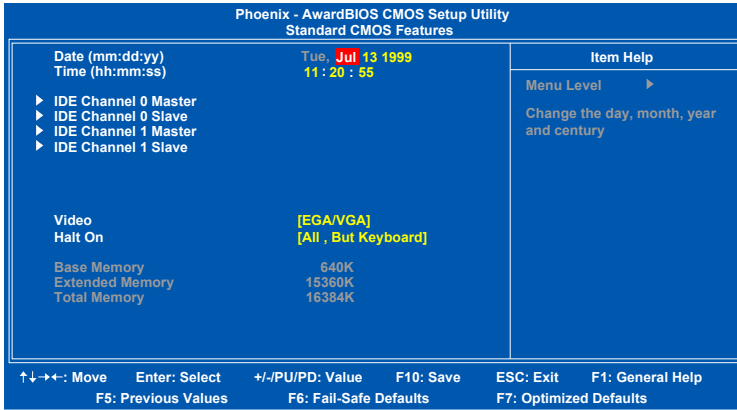 Phoenix - AwardBIOS CMOS Setup Utility
Standard CMOS Features
Date (mm:dd:yy) Tue, Jul 13 1999
Time (hh:mm:ss) 11 : 20 : 55
IDE Channel 0 Master
IDE Channel 0 Slave
IDE Channel 1 Master
IDE Channel 1 Slave
Video [EGA/VGA]
Halt On [All , But Keyboard]
Base Memory 640K
Extended Memory 15360K
Total Memory 16384K
Item Help
Menu Level
Change the day, month, year
and century
↑↓→←: Move Enter: Select +/-/PU/PD: Value F10: Save ESC: Exit F1: General Help
F5: Previous Values F6: Fail-Safe Defaults F7: Optimized Defaults